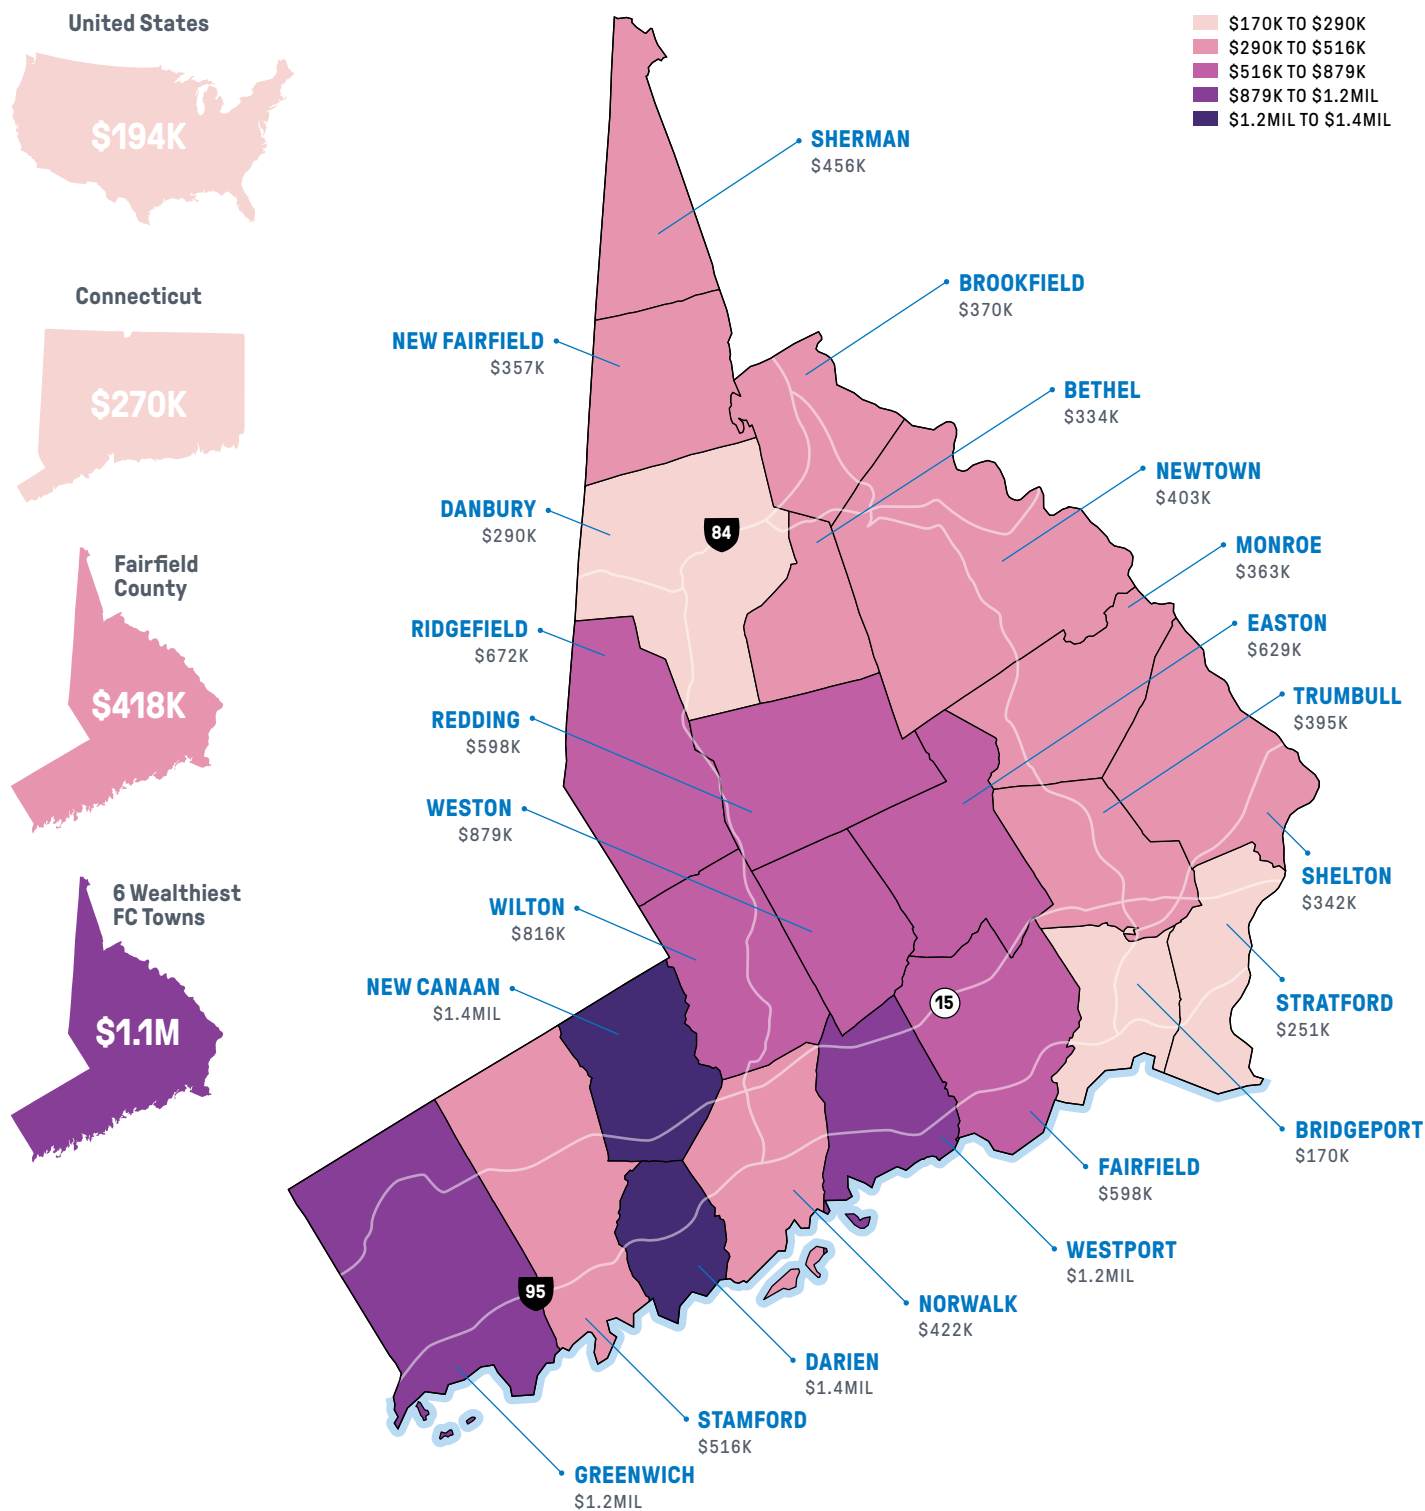 United States
$194K
Connecticut
$270K
Fairfield
County
$418K
6 Wealthiest
FC Towns
$1.1M
$170K TO $290K
$290K TO $516K
$516K TO $879K
$879K TO $1.2MIL
$1.2MIL TO $1.4MIL
SHERMAN
$456K
BROOKFIELD
$370K
NEW FAIRFIELD
$357K
BETHEL
$334K
NEWTOWN
$403K
DANBURY
$290K
84
MONROE
$363K
EASTON
$629K
RIDGEFIELD
$672K
TRUMBULL
$395K
REDDING
$598K
WESTON
$879K
SHELTON
$342K
WILTON
$816K
NEW CANAAN
$1.4MIL
15
STRATFORD
$251K
BRIDGEPORT
$170K
FAIRFIELD
$598K
WESTPORT
$1.2MIL
95
NORWALK
$422K
DARIEN
$1.4MIL
STAMFORD
$516K
GREENWICH
$1.2MIL